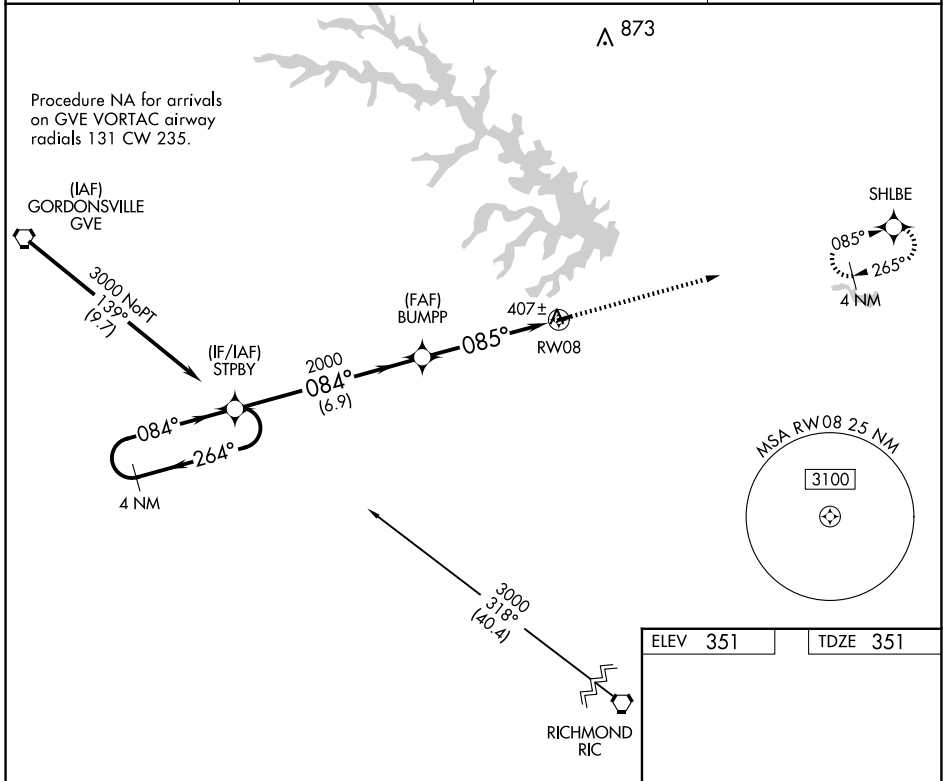 873
Procedure NA for arrivals
on GVE VORTAC airway
radials 131 CW 235.
(IAF)
GORDONSVILLE
GVE
3000 NoPT
139°
(9.7)
SHLBE
085°
265°
4 NM
(FAF)
BUMPP
407±
RW08
085°
(IF/IAF)
STPBY
2000
084°
(6.9)
084°
264°
4 NM
MSA RW08 25 NM
3100
3000
318°
(40.4)
RICHMOND
RIC
ELEV 351
TDZE 351